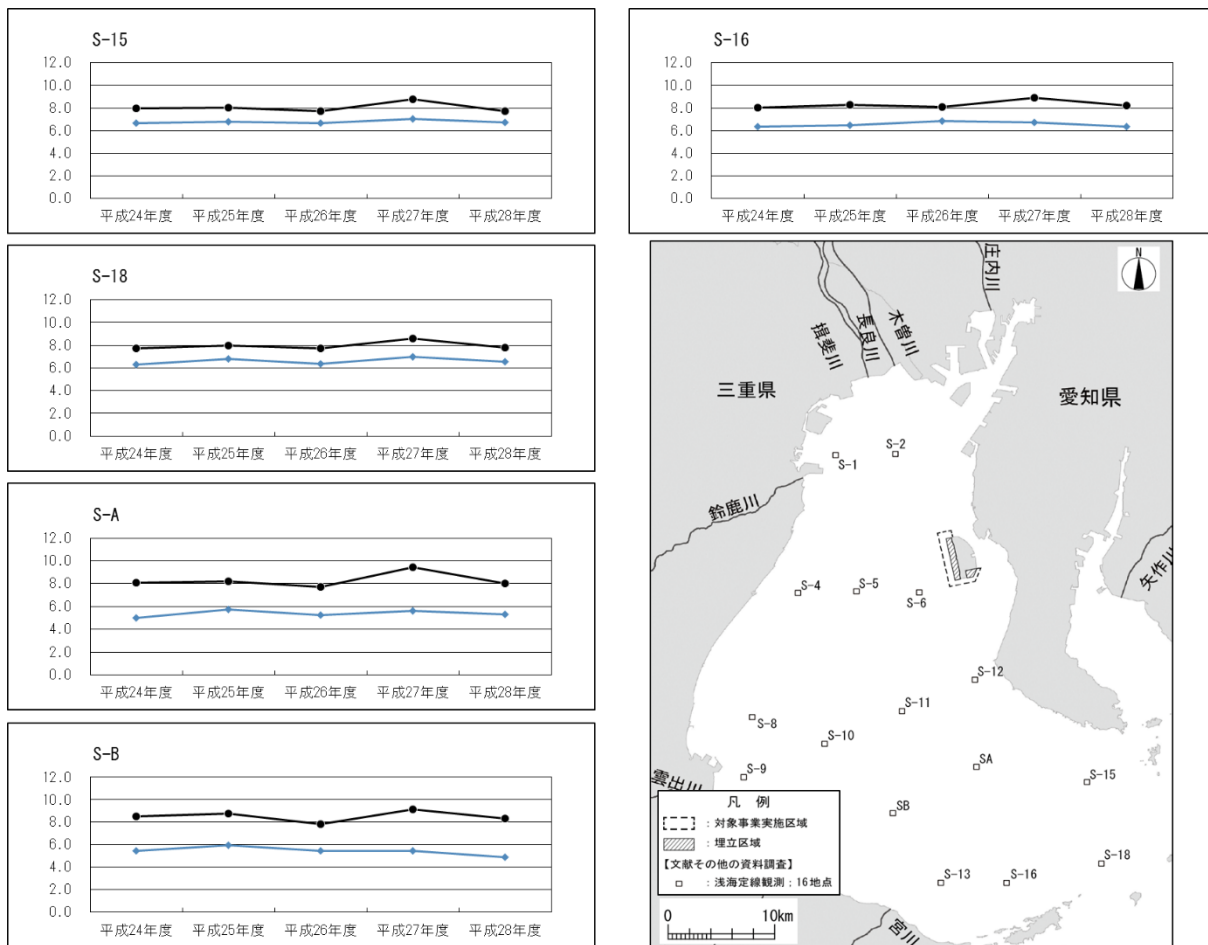 S-15
12.0
10.0
8.0
6.0
4.0
2.0
0.0
平成24年度 平成25年度 平成26年度 平成27年度 平成28年度
S-16
12.0
10.0
8.0
6.0
4.0
2.0
0.0
平成24年度 平成25年度 平成26年度 平成27年度 平成28年度
S-18
12.0
10.0
8.0
6.0
4.0
2.0
0.0
平成24年度 平成25年度 平成26年度 平成27年度 平成28年度
S-A
12.0
10.0
8.0
6.0
4.0
2.0
0.0
平成24年度 平成25年度 平成26年度 平成27年度 平成28年度
S-B
12.0
10.0
8.0
6.0
4.0
2.0
0.0
平成24年度 平成25年度 平成26年度 平成27年度 平成28年度
N
庄内川
木曽川
長良川
揖斐川
三重県
愛知県
S-2
S-1
鈴鹿川
矢作川
S-4
S-5
S-6
S-12
S-11
S-8
S-10
SA
S-9
S-15
雲出川
SB
S-18
S-13
S-16
宮川
凡 例
：対象事業実施区域
：埋立区域
【文献その他の資料調査】
：浅海定線観測；16地点
0 10km